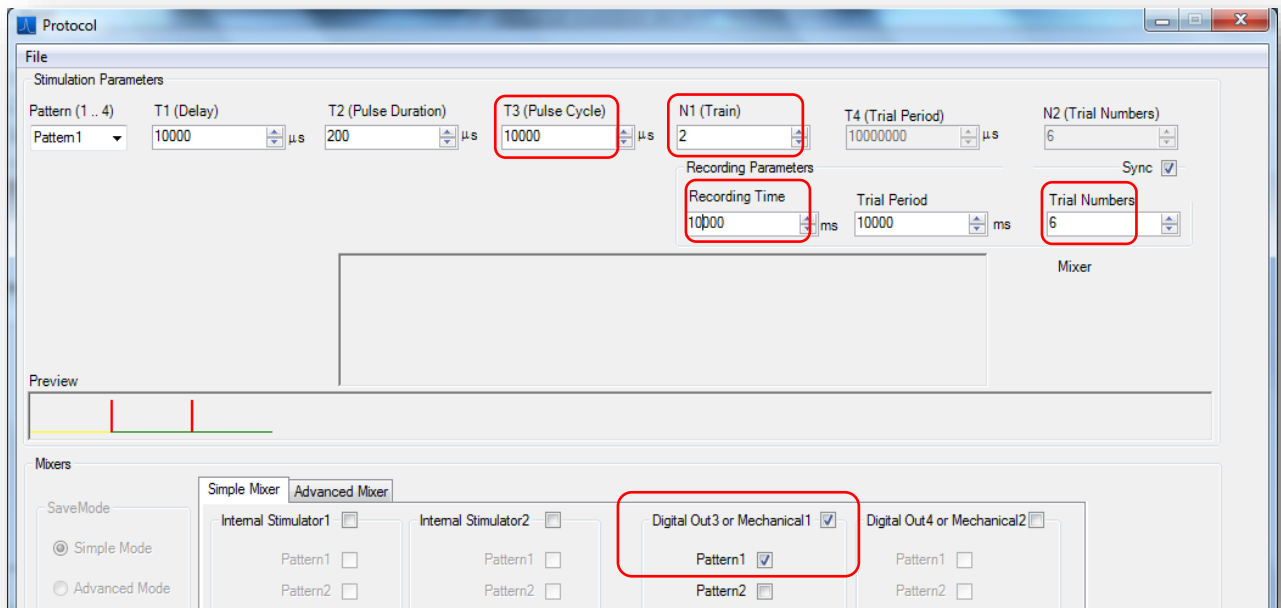 Protocol
File
Stimulation Parameters
Pattern (1 .. 4) T1 (Delay) T2 (Pulse Duration) T3 (Pulse Cycle) N1 (Train) T4 (Trial Period) N2 (Trial Numbers)
Pattern1 10000 μs 200 μs 10000 μs 2 10000000 μs 6
Recording Parameters Sync
Recording Time Trial Period Trial Numbers
10000 ms 10000 ms 6
Mixer
Preview
Mixers
Simple Mixer Advanced Mixer
SaveMode Internal Stimulator1 Internal Stimulator2 Digital Out3 or Mechanical1 Digital Out4 or Mechanical2
Simple Mode Pattern1 Pattern1 Pattern1 Pattern1
Advanced Mode Pattern2 Pattern2 Pattern2 Pattern2